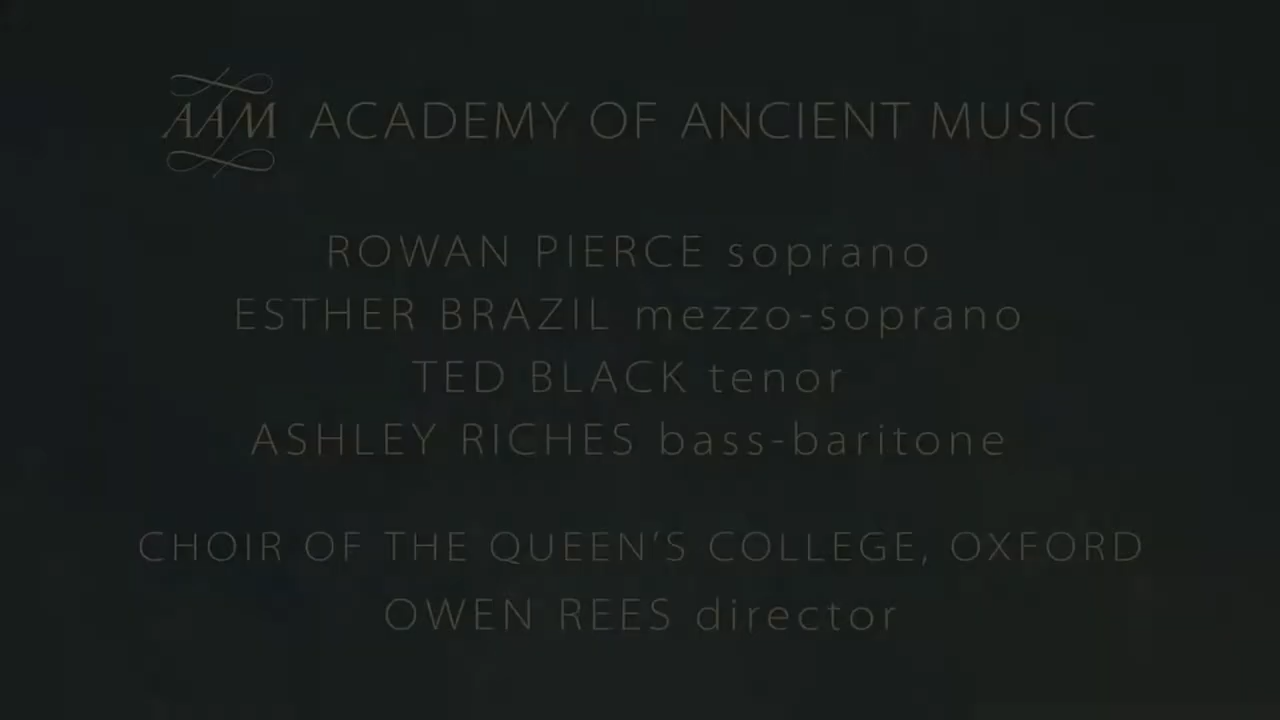 AAM ACADEMY OF ANCIENT MUSIC
ROWAN PIERCE soprano
ESTHER BRAZIL mezzo-soprano
TED BLACK tenor
ASHLEY RICHES bass-baritone
CHOIR OF THE QUEEN'S COLLEGE, OXFORD
OWEN REES director